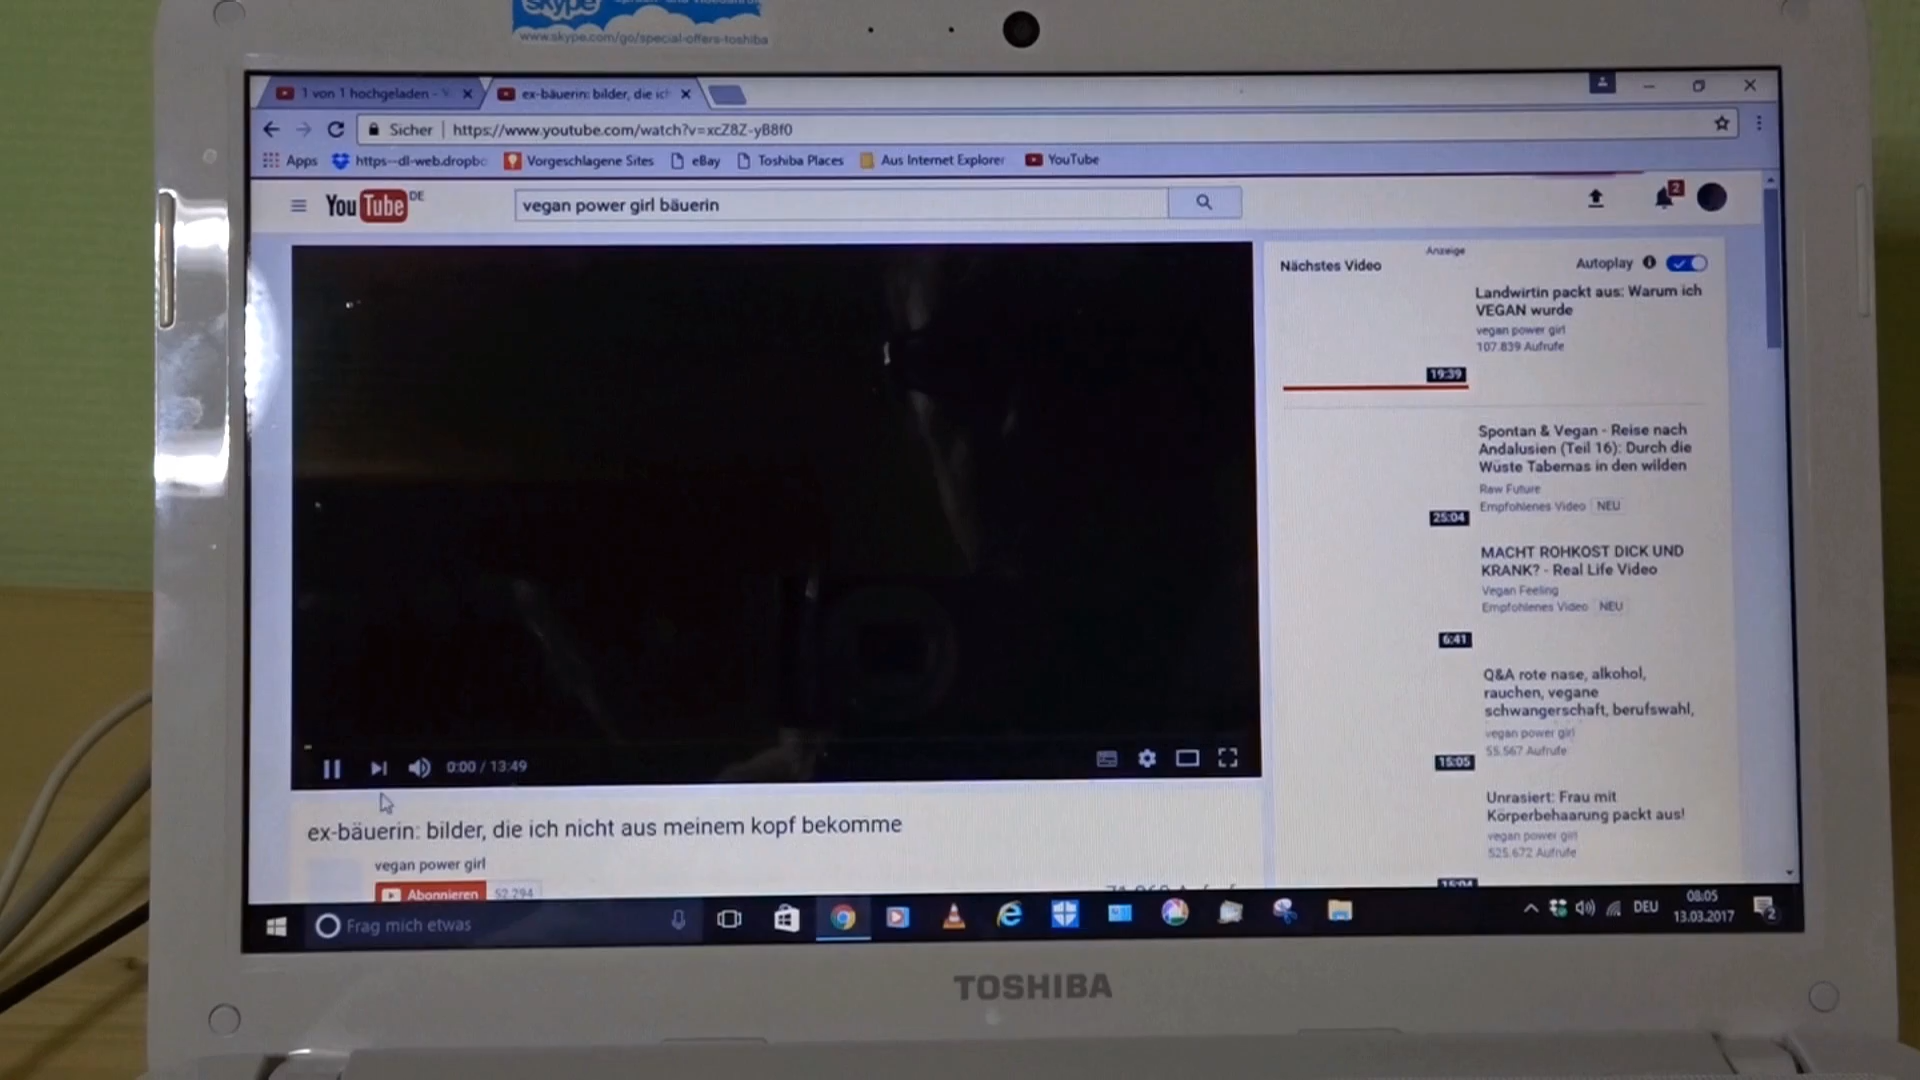 skype
www.skype.com/go/special-offers-toshiba
1 von 1 hochgeladen -
ex-bäuerin: bilder, die ich
Sicher https://www.youtube.com/watch?v=xcZ8Z-yB8f0
Apps https--dl-web.dropbo Vorgeschlagene Sites eBay Toshiba Places Aus Internet Explorer YouTube
YouTube DE
vegan power girl bäuerin
2
Anzeige
Nächstes Video
Autoplay
Landwirtin packt aus: Warum ich
VEGAN wurde
vegan power girl
107.839 Aufrufe
19:39
Spontan & Vegan - Reise nach
Andalusien (Teil 16): Durch die
Wüste Tabernas in den wilden
Raw Future
Empfohlenes Video NEU
25:04
MACHT ROHKOST DICK UND
KRANK? - Real Life Video
Vegan Feeling
Empfohlenes Video NEU
6:41
Q&A rote nase, alkohol,
rauchen, vegane
schwangerschaft, berufswahl,
vegan power girl
55.567 Aufrufe
15:05
Unrasiert: Frau mit
Körperbehaarung packt aus!
vegan power girl
525.672 Aufrufe
15:04
0:00 / 13:49
ex-bäuerin: bilder, die ich nicht aus meinem kopf bekomme
vegan power girl
Abonnieren 52.294
Frag mich etwas
DEU
08:05
13.03.2017
2
TOSHIBA